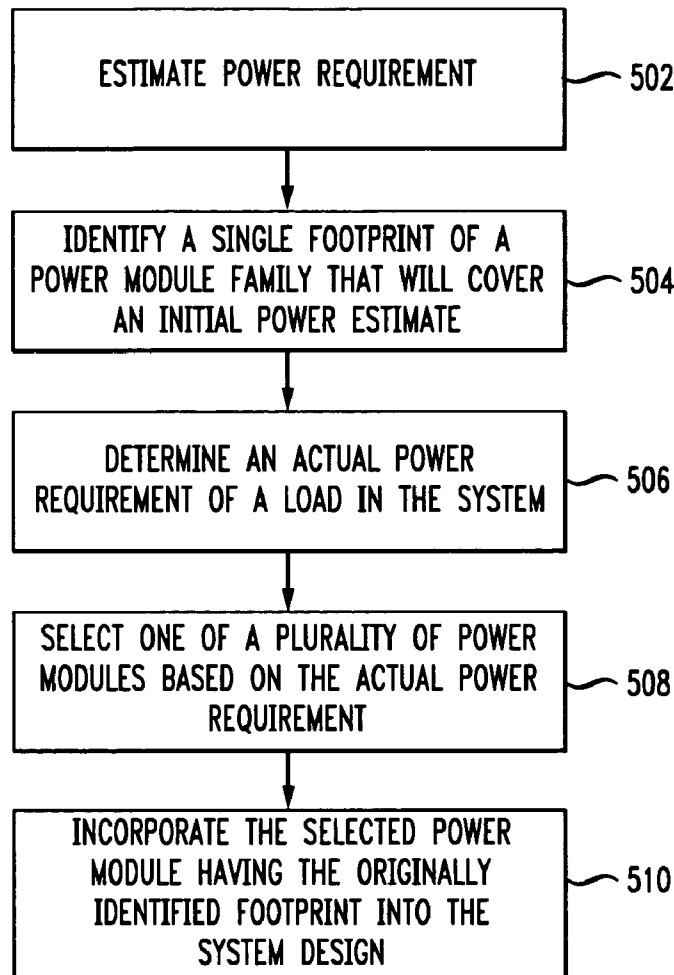 ESTIMATE POWER REQUIREMENT
502
IDENTIFY A SINGLE FOOTPRINT OF A
POWER MODULE FAMILY THAT WILL COVER
AN INITIAL POWER ESTIMATE
504
DETERMINE AN ACTUAL POWER
REQUIREMENT OF A LOAD IN THE SYSTEM
506
SELECT ONE OF A PLURALITY OF POWER
MODULES BASED ON THE ACTUAL POWER
REQUIREMENT
508
INCORPORATE THE SELECTED POWER
MODULE HAVING THE ORIGINALLY
IDENTIFIED FOOTPRINT INTO THE
SYSTEM DESIGN
510